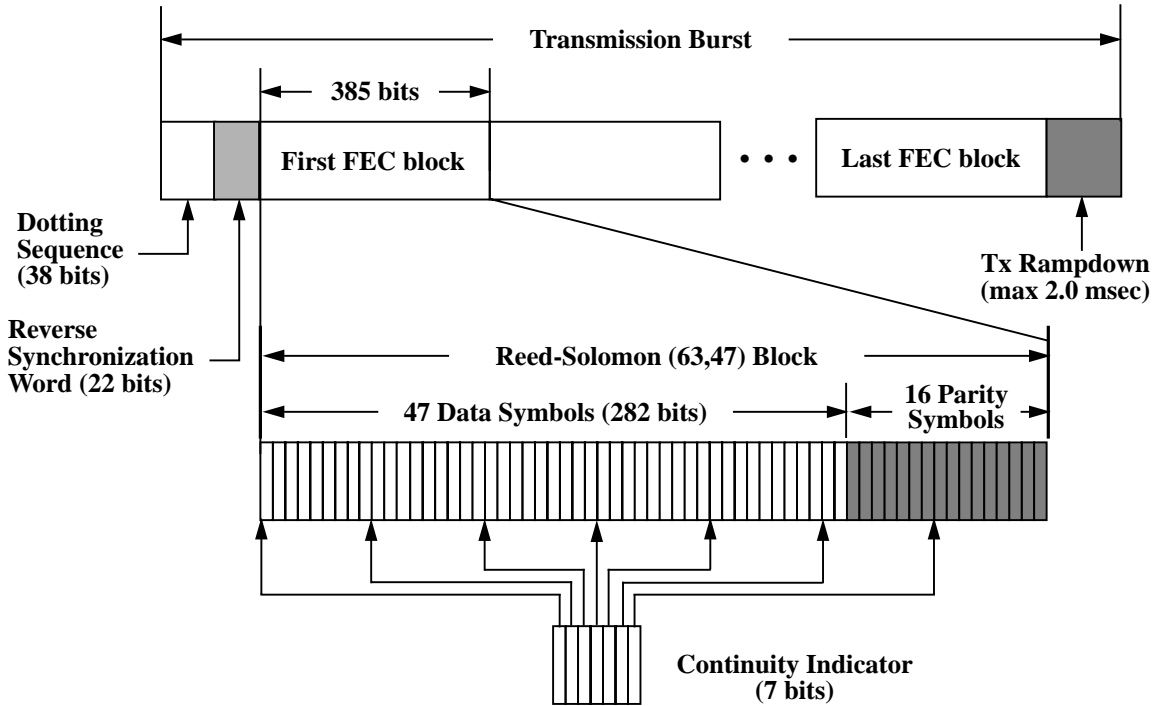 Transmission Burst
385 bits
First FEC block
• • •
Last FEC block
Dotting
Sequence
(38 bits)
Tx Rampdown
(max 2.0 msec)
Reverse
Synchronization
Word (22 bits)
Reed-Solomon (63,47) Block
47 Data Symbols (282 bits)
16 Parity
Symbols
Continuity Indicator
(7 bits)